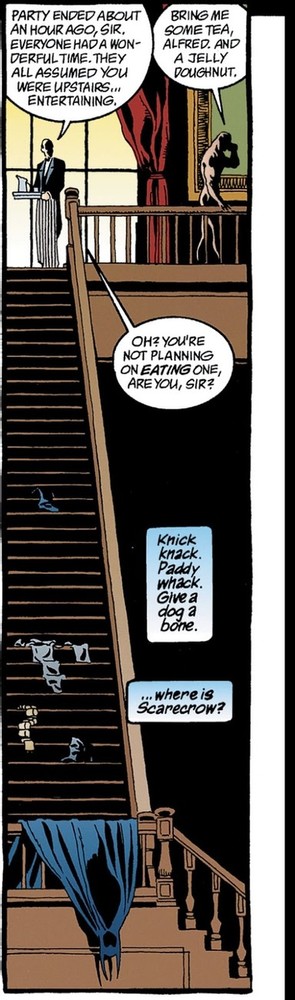 PARTY ENDED ABOUT
AN HOUR AGO, SIR.
EVERYONE HAD A WON-
DERFUL TIME. THEY
ALL ASSUMED YOU
WERE UPSTAIRS...
ENTERTAINING.
BRING ME
SOME TEA,
ALFRED. AND
A JELLY
DOUGHNUT.
OH? YOU'RE
NOT PLANNING
ON EATING ONE,
ARE YOU, SIR?
Knick
knack.
Paddy
whack.
Give a
dog a
bone.
...where is
Scarecrow?